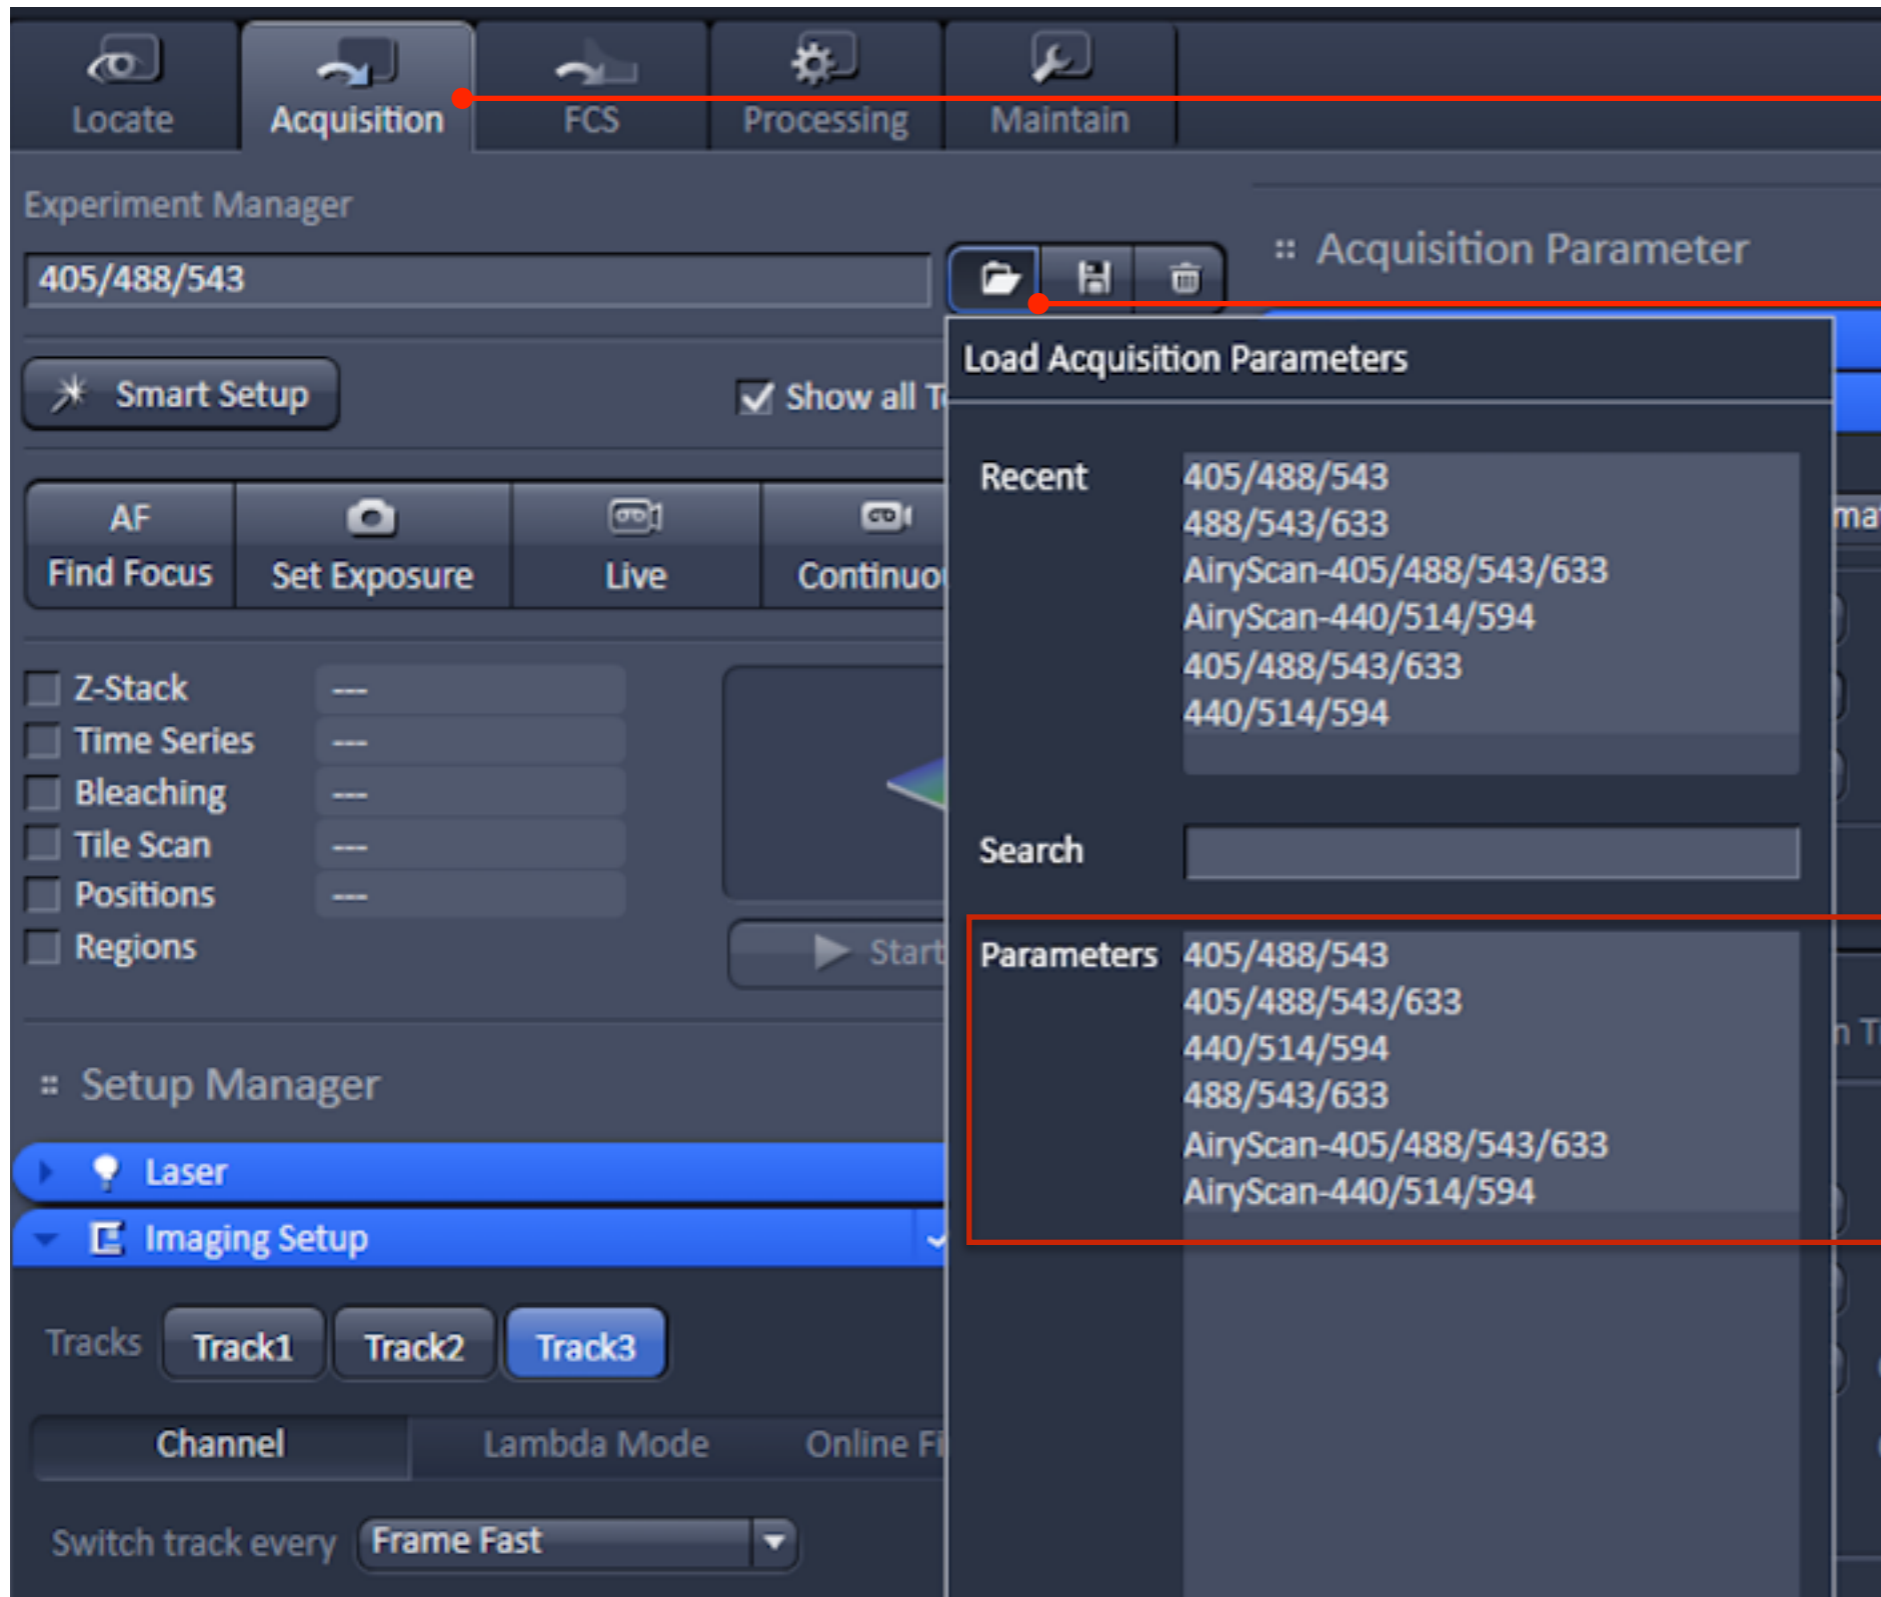 Locate
Acquisition
FCS
Processing
Maintain
Experiment Manager
405/488/543
Acquisition Parameter
Smart Setup
Show all
Load Acquisition Parameters
Recent
405/488/543
488/543/633
AiryScan-405/488/543/633
AiryScan-440/514/594
405/488/543/633
440/514/594
AF
Find Focus
Set Exposure
Live
Z-Stack ---
Time Series ---
Bleaching ---
Tile Scan ---
Positions ---
Regions
Start
Search
Parameters
405/488/543
405/488/543/633
440/514/594
488/543/633
AiryScan-405/488/543/633
AiryScan-440/514/594
Setup Manager
Laser
Imaging Setup
Tracks Track1 Track2 Track3
Channel
Lambda Mode
Online
Switch track every Frame Fast